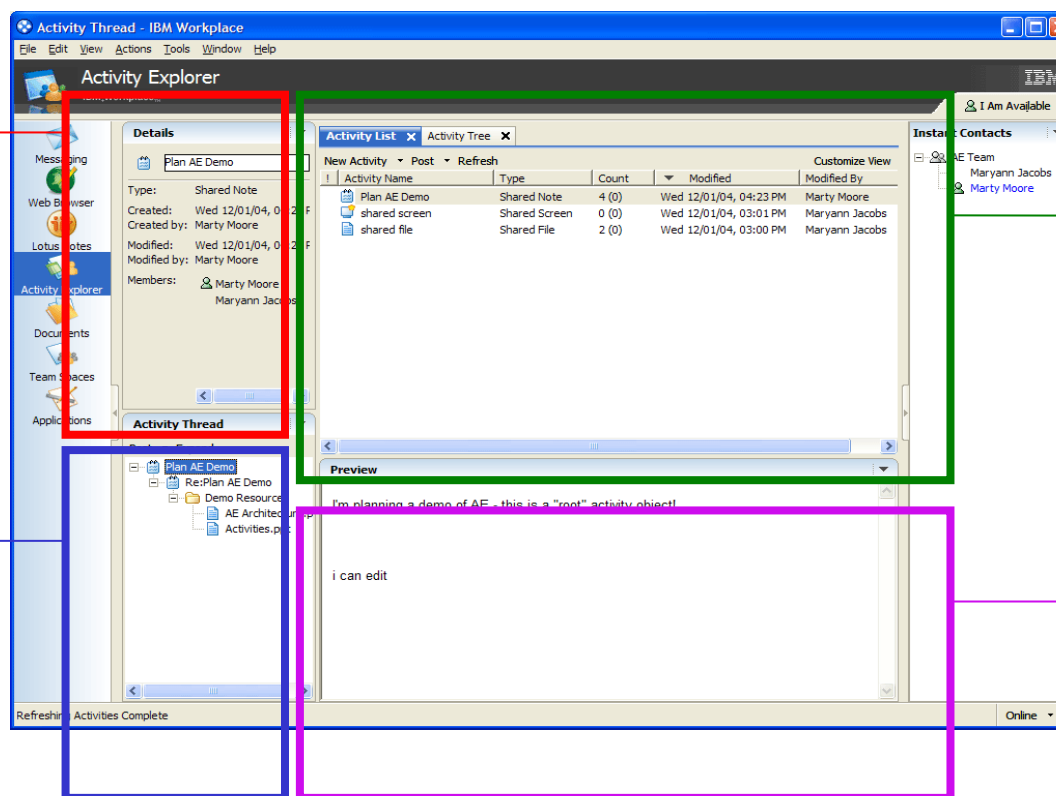 Activity Thread - IBM Workplace
File Edit View Actions Tools Window Help
Activity Explorer
IBM
I Am Available
Messaging
Web Browser
Lotus Notes
Activity Explorer
Documents
Team Spaces
Applications
Details
Plan AE Demo
Type: Shared Note
Created: Wed 12/01/04,
Created by: Marty Moore
Modified: Wed 12/01/04,
Modified by: Marty Moore
Members: Marty Moore
Maryann Jacobs
Activity Thread
Plan AE Demo
Re:Plan AE Demo
Demo Resource
AE Architectur
Activities.ppt
Activity List Activity Tree
New Activity Post Refresh Customize View
! Activity Name Type Count Modified Modified By
Plan AE Demo Shared Note 4 (0) Wed 12/01/04, 04:23 PM Marty Moore
shared screen Shared Screen 0 (0) Wed 12/01/04, 03:01 PM Maryann Jacobs
shared file Shared File 2 (0) Wed 12/01/04, 03:00 PM Maryann Jacobs
Preview
I'm planning a demo of AE - this is a "root" activity object!
i can edit
Instant Contacts
AE Team
Maryann Jacobs
Marty Moore
Refreshing Activities Complete
Online